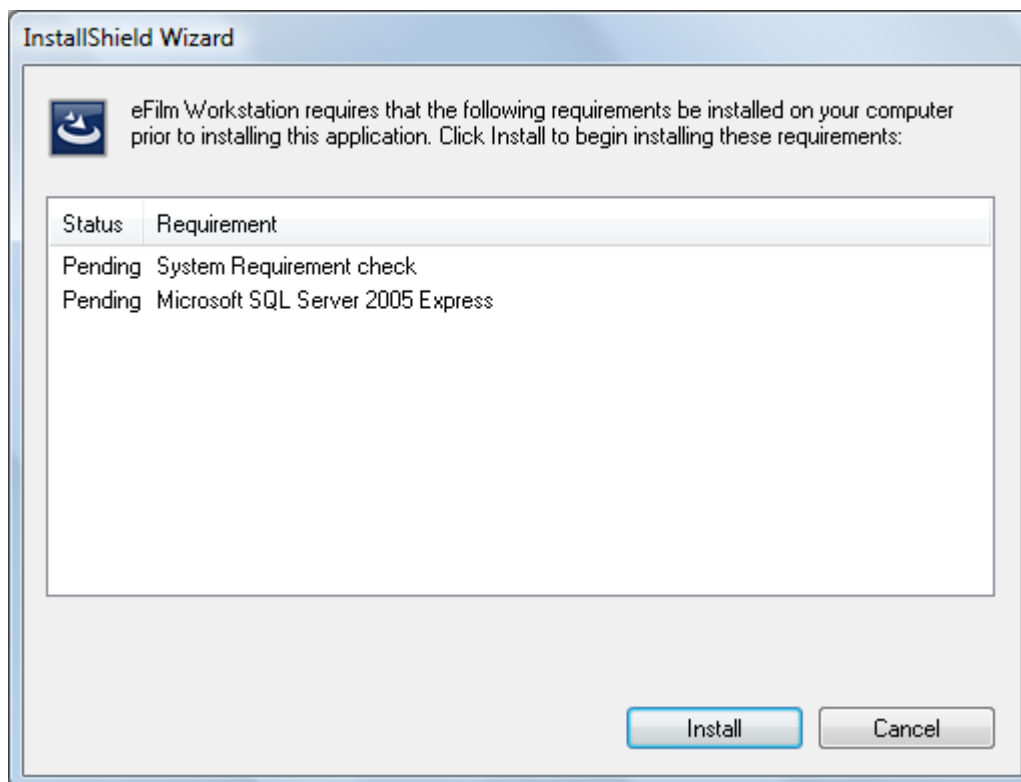 InstallShield Wizard
eFilm Workstation requires that the following requirements be installed on your computer
prior to installing this application. Click Install to begin installing these requirements:
Status Requirement
Pending System Requirement check
Pending Microsoft SQL Server 2005 Express
Install Cancel